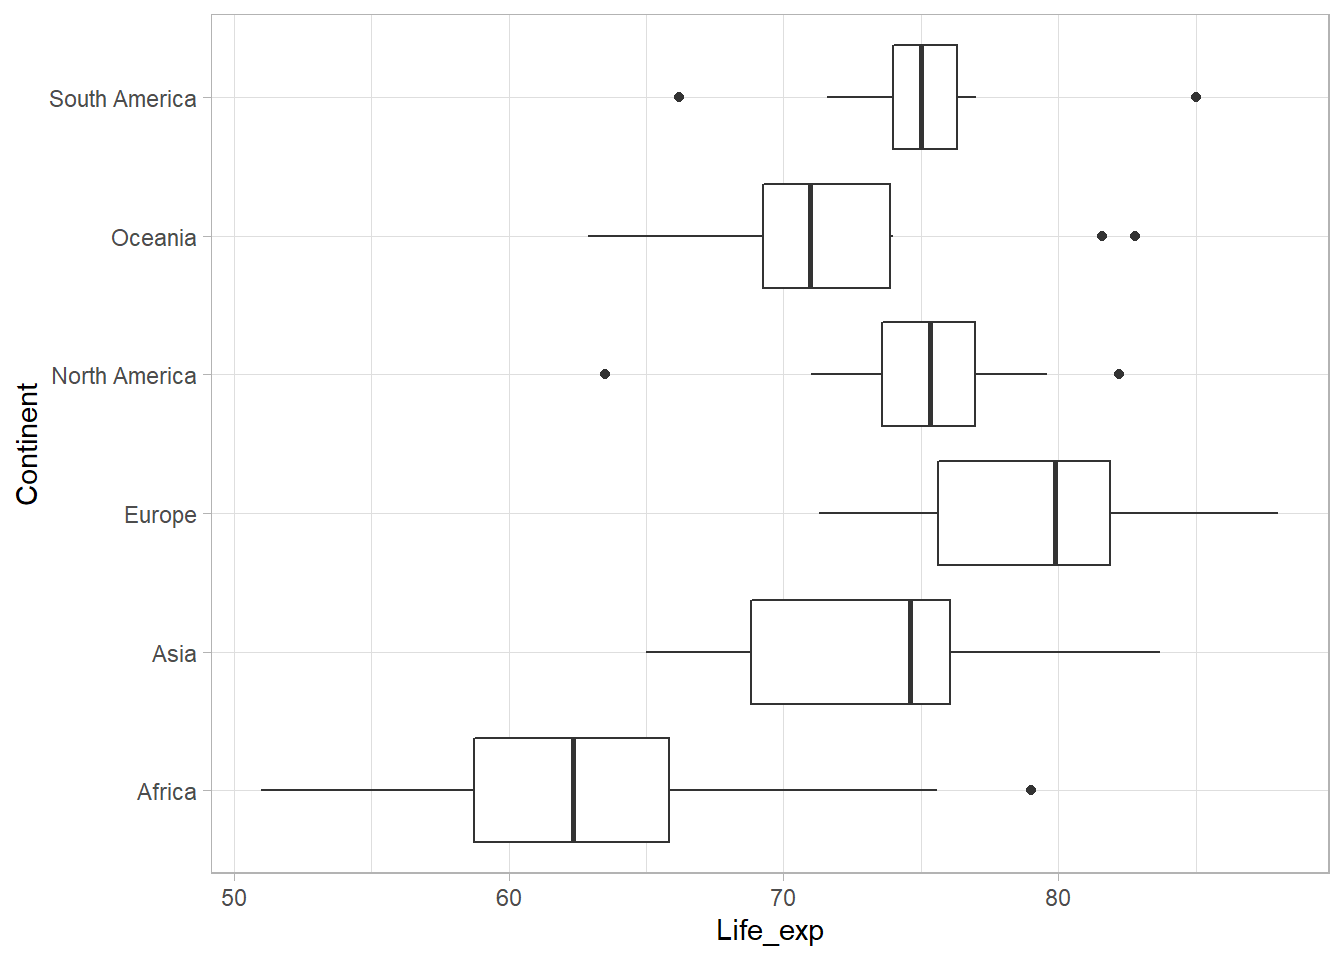 South America
Oceania
North America
Europe
Asia
Africa
Continent
50 60 70 80
Life_exp